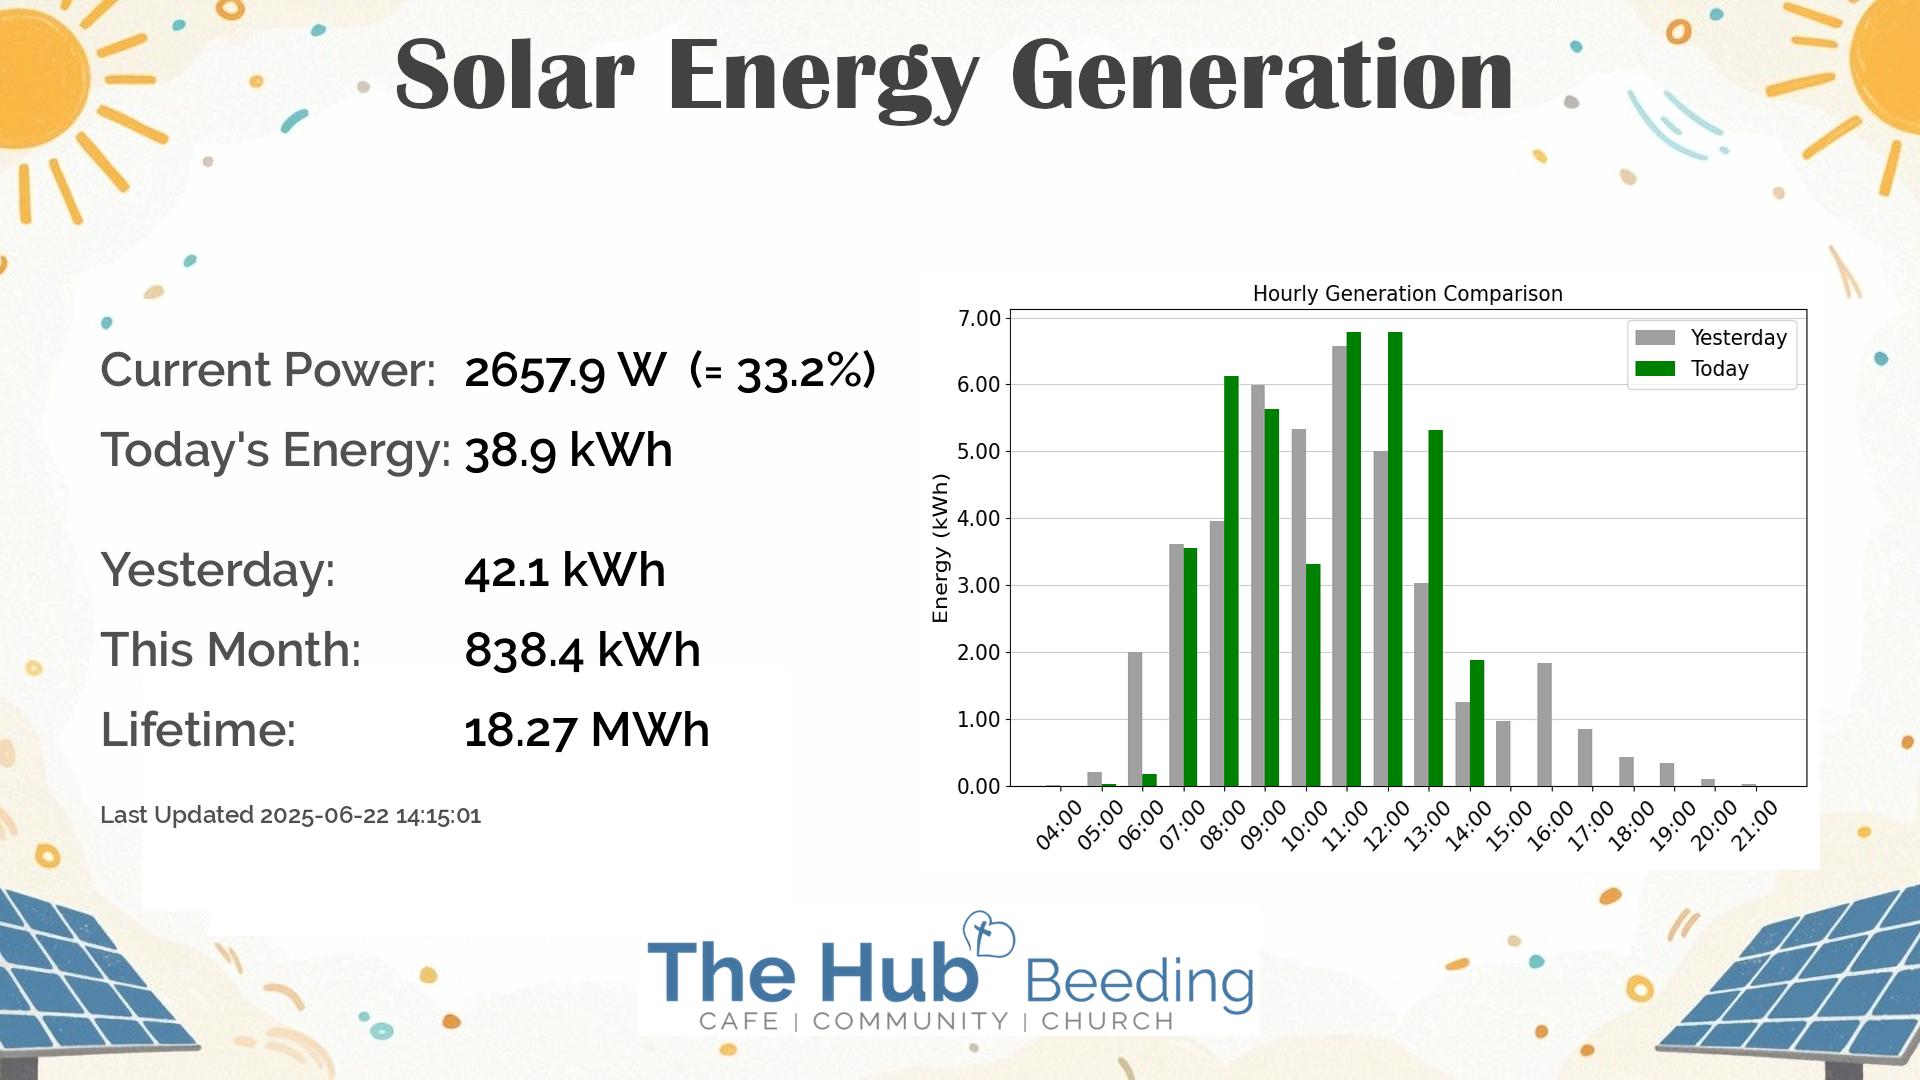 Solar Energy Generation
Current Power: 2657.9 W (= 33.2%)
Today's Energy: 38.9 kWh
Yesterday: 42.1 kWh
This Month: 838.4 kWh
Lifetime: 18.27 MWh
Last Updated 2025-06-22 14:15:01
Hourly Generation Comparison
Yesterday
Today
Energy (kWh)
7.00
6.00
5.00
4.00
3.00
2.00
1.00
0.00
04:00 05:00 06:00 07:00 08:00 09:00 10:00 11:00 12:00 13:00 14:00 15:00 16:00 17:00 18:00 19:00 20:00 21:00
The Hub Beeding
CAFE | COMMUNITY | CHURCH